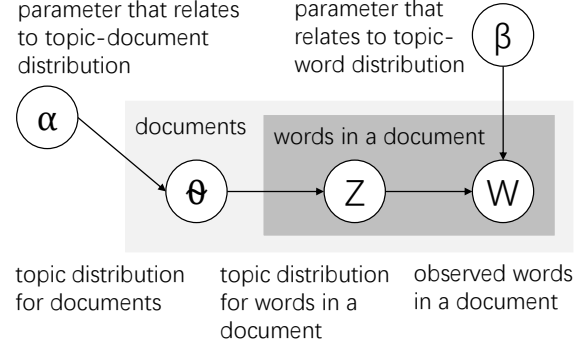 parameter that relates
to topic-document
distribution
parameter that
relates to topic-
word distribution
β
α
documents
words in a document
ϑ
Z
W
topic distribution
for documents
topic distribution
for words in a
document
observed words
in a document